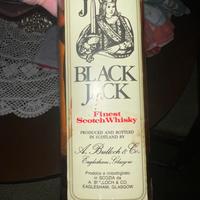 J
BLACK
JACK
Finest
Scotch Whisky
PRODUCED AND BOTTLED
IN SCOTLAND BY
A. Bulloch & Co.
Eaglesham, Glasgow
Prodotto e imbottigliato
in SCOZIA da
A. BULLOCH & CO.
EAGLESHAM, GLASGOW